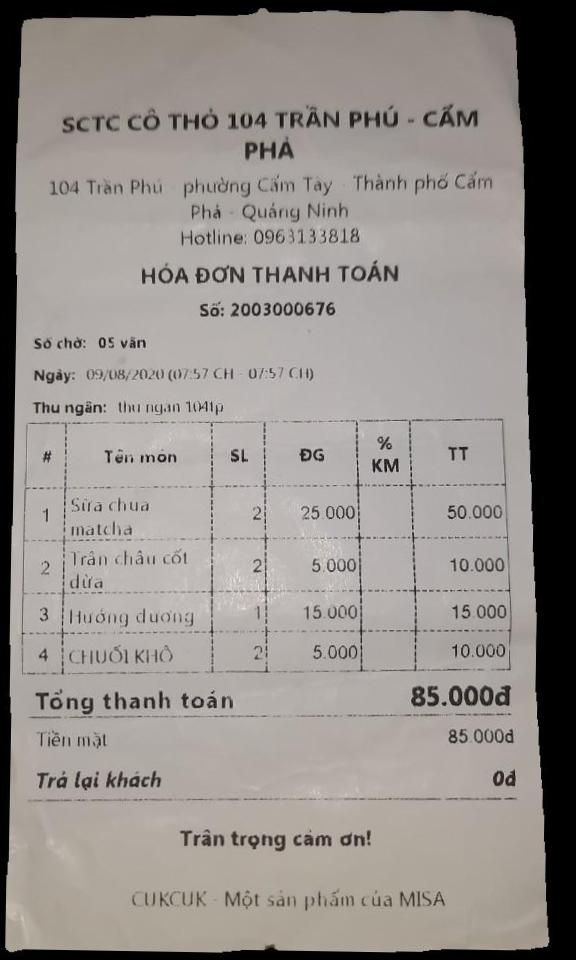 SCTC CÔ THỎ 104 TRẦN PHÚ - CẨM
PHẢ
104 Trần Phú - phường Cẩm Tây - Thành phố Cẩm
Phả - Quảng Ninh
Hotline: 0963133818
HÓA ĐƠN THANH TOÁN
Số: 2003000676
Số chờ: 05 vân
Ngày: 09/08/2020 (07:57 CH - 07:57 CH)
Thu ngân: thu ngan 104tp
# Tên món SL ĐG % KM TT
1 Sữa chua matcha 2 25.000 50.000
2 Trân châu cốt dừa 2 5.000 10.000
3 Hướng dương 1 15.000 15.000
4 CHUỐI KHÔ 2 5.000 10.000
Tổng thanh toán 85.000đ
Tiền mặt 85.000đ
Trả lại khách 0đ
Trân trọng cảm ơn!
CUKCUK - Một sản phẩm của MISA